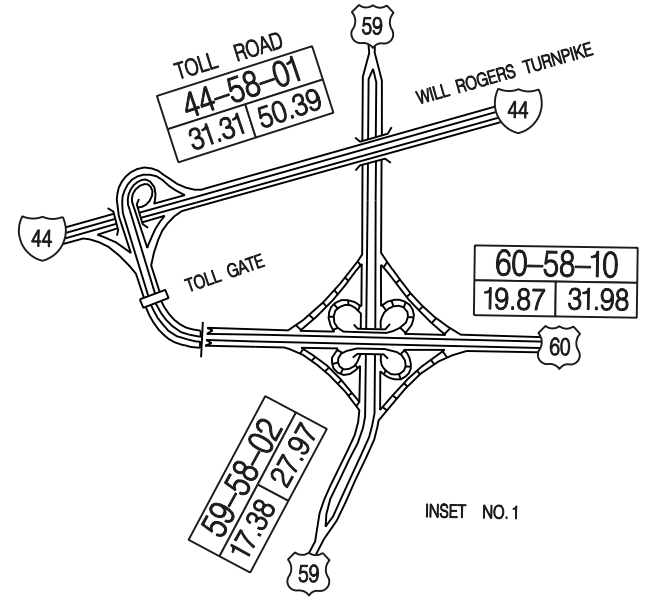 59
TOLL ROAD
44–58–01
31.31 50.39
WILL ROGERS TURNPIKE
44
44
TOLL GATE
60–58–10
19.87 31.98
60
59–58–02
17.38 27.97
INSET NO. 1
59